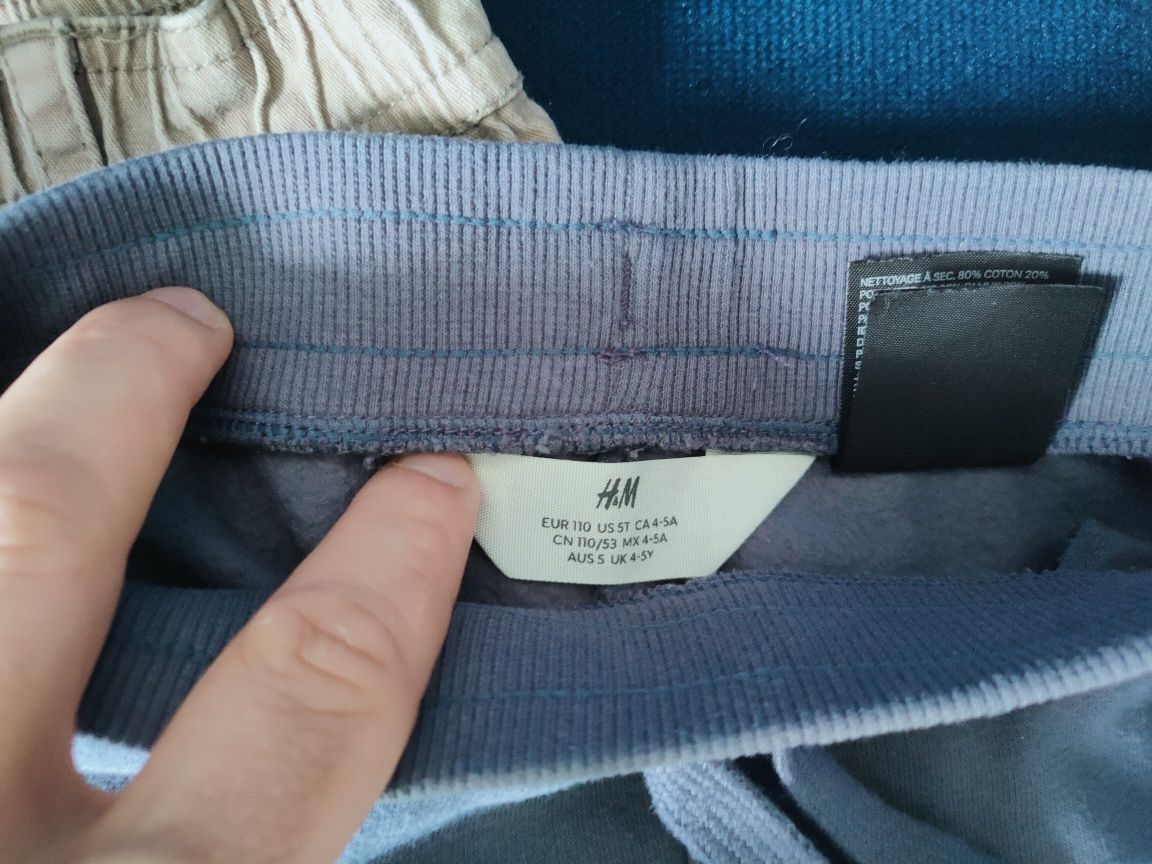 H&M
EUR 110 US 5T CA 4-5A
CN 110/53 MX 4-5A
AUS 5 UK 4-5Y
NETTOYAGE À SEC. 80% COTON 20%